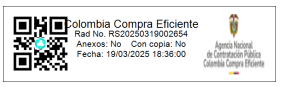 Colombia Compra Eficiente
Rad No. RS20250319002654
Anexos: No Con copia: No
Fecha: 19/03/2025 18:36:00
Agencia Nacional
de Contratación Pública
Colombia Compra Eficiente